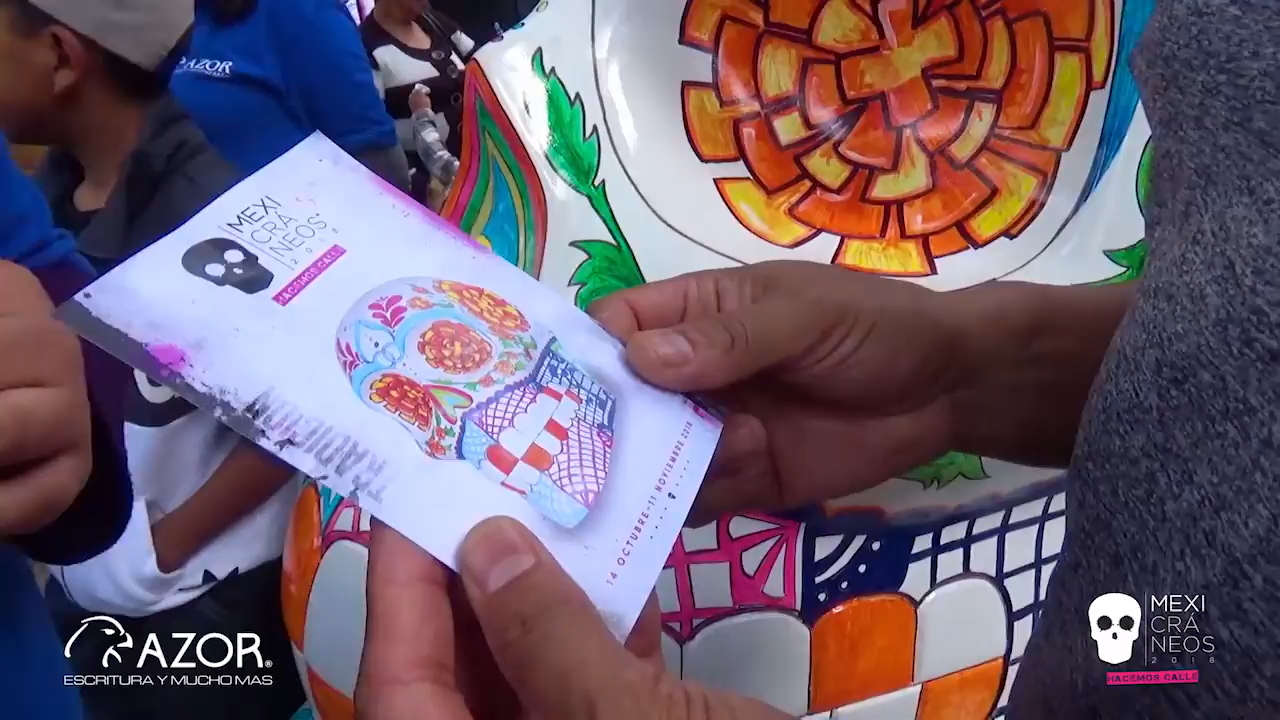 AZOR
MEXI
CRÁ
NEOS
2018
HACEMOS CALLE
TRADICIÓN
14 OCTUBRE-11 NOVIEMBRE 2018
AZOR®
ESCRITURA Y MUCHO MAS
MEXI
CRÁ
NEOS
2018
HACEMOS CALLE